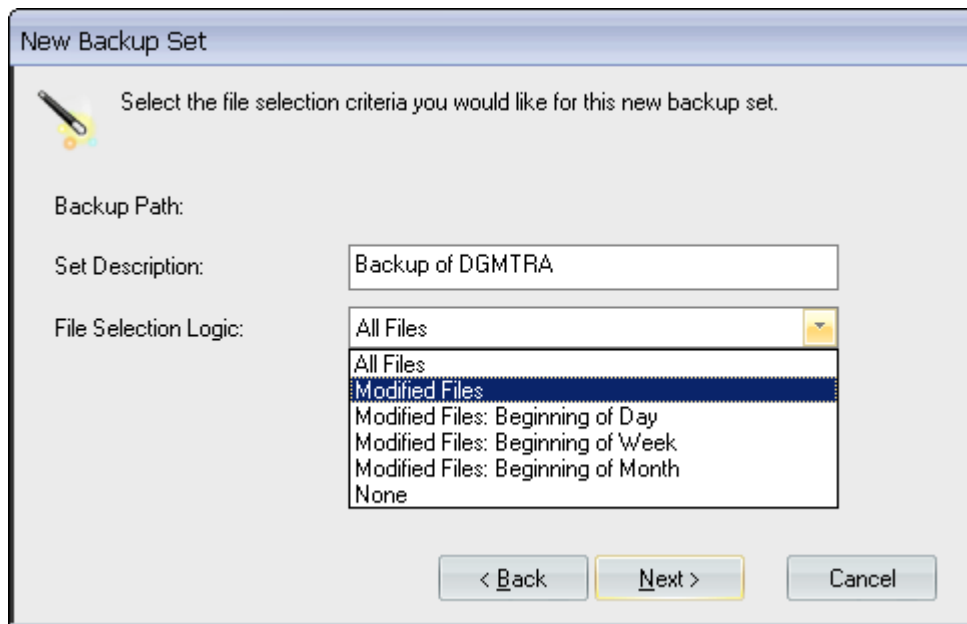 New Backup Set
Select the file selection criteria you would like for this new backup set.
Backup Path:
Set Description: Backup of DGMTRA
File Selection Logic: All Files
All Files
Modified Files
Modified Files: Beginning of Day
Modified Files: Beginning of Week
Modified Files: Beginning of Month
None
< Back Next > Cancel